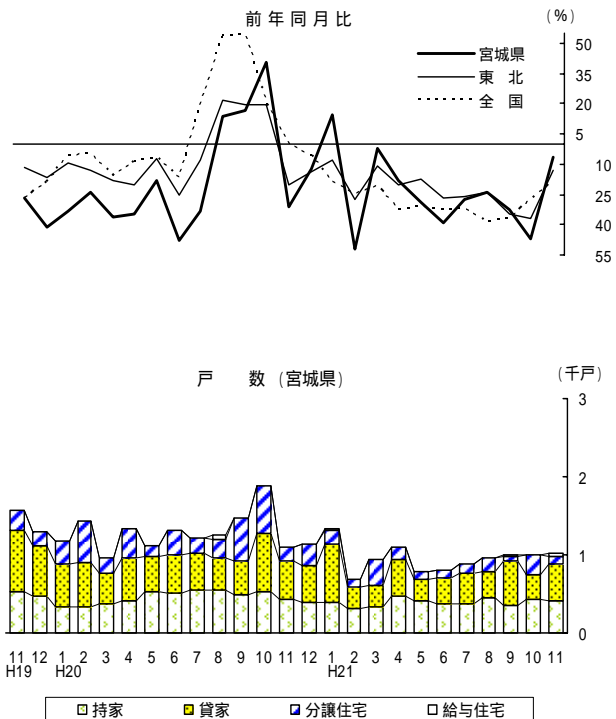 前年同月比
(%)
宮城県
東 北
全 国
50
35
20
5
10
25
40
55
戸 数 (宮城県)
(千戸)
3
2
1
0
11 12 1 2 3 4 5 6 7 8 9 10 11 12 1 2 3 4 5 6 7 8 9 10 11
H19 H20 H21
持家 貸家 分譲住宅 給与住宅